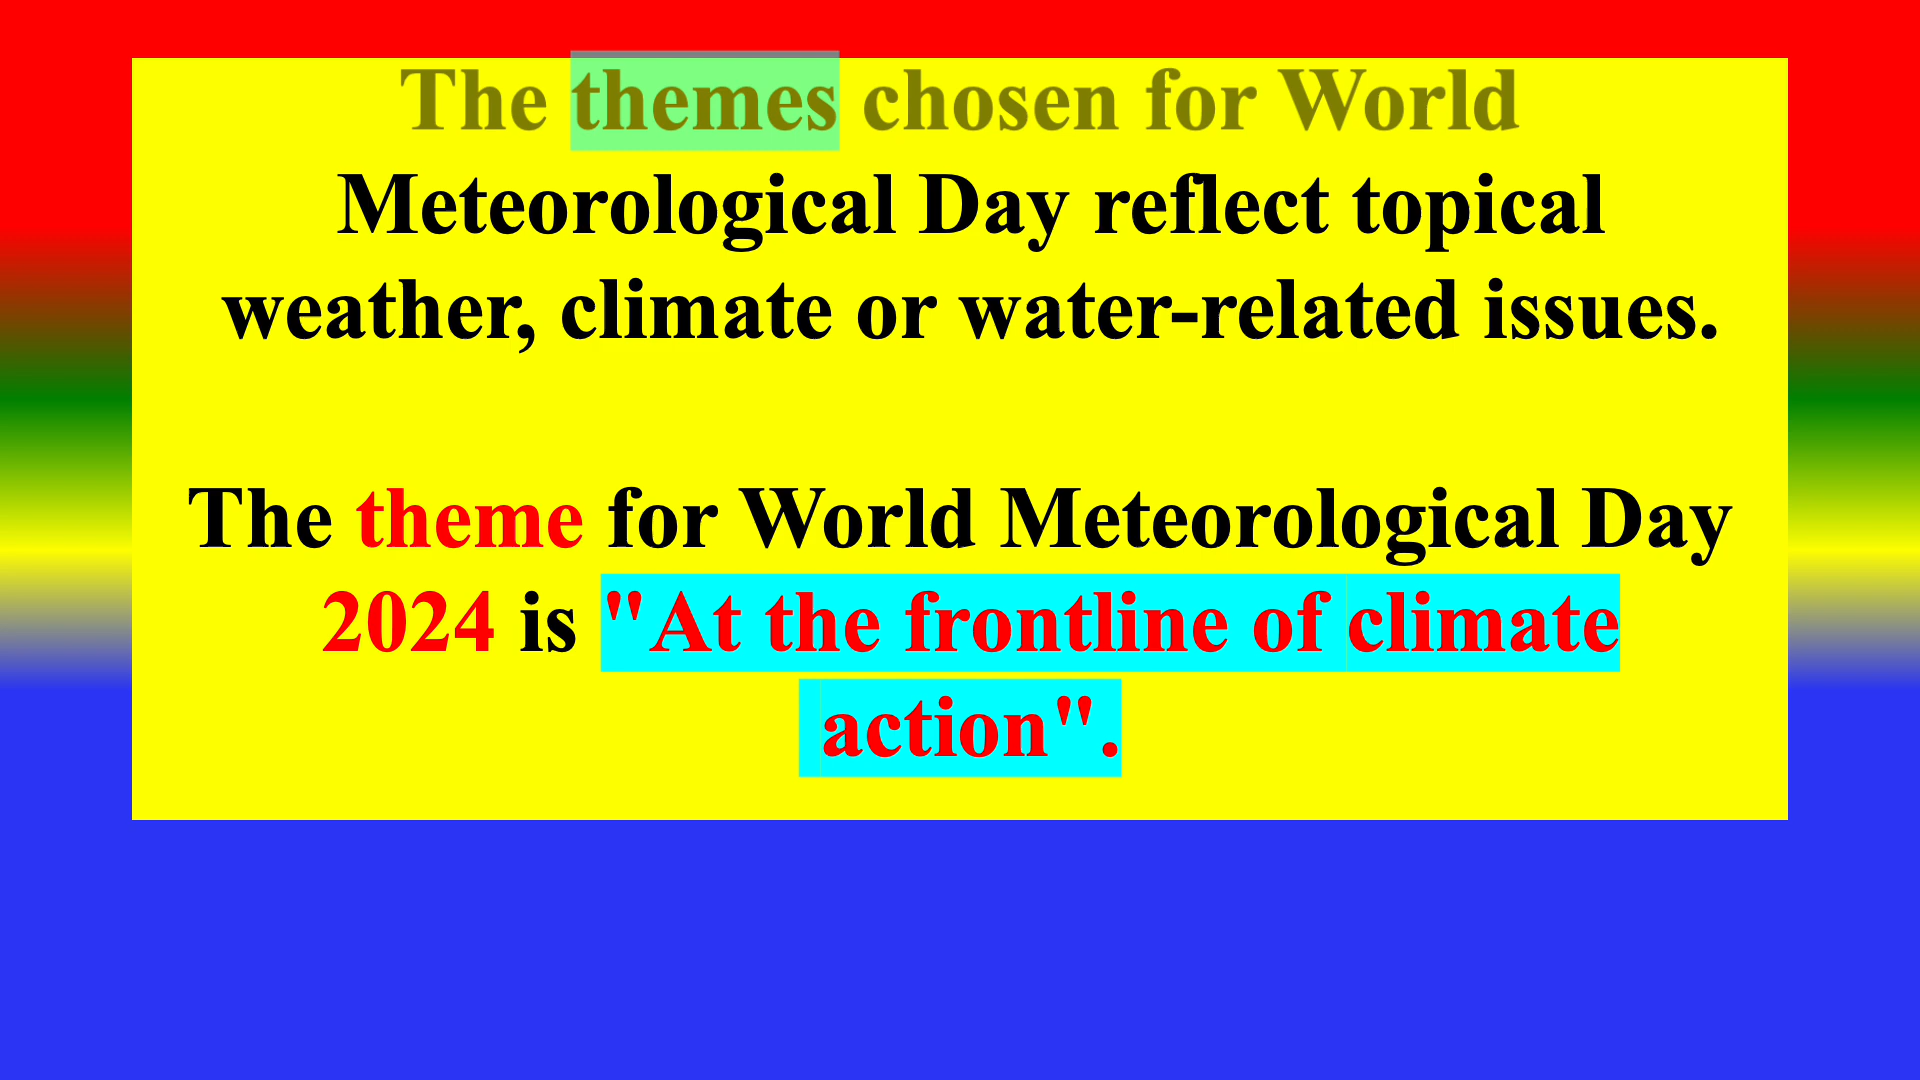 The themes chosen for World
Meteorological Day reflect topical
weather, climate or water-related issues.
The theme for World Meteorological Day
2024 is "At the frontline of climate
action".